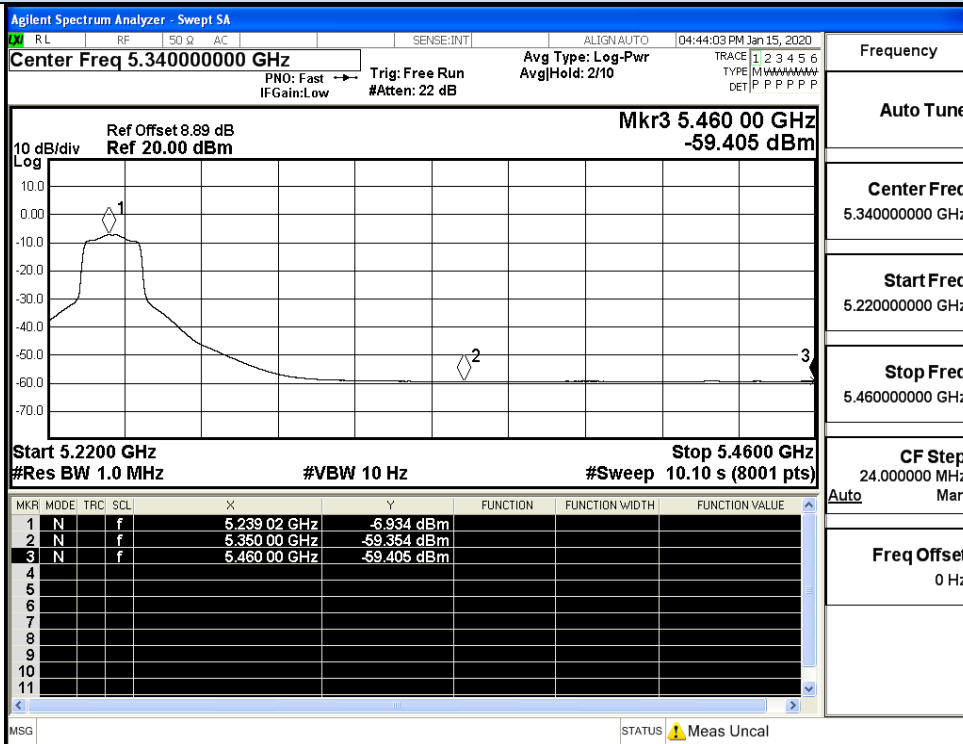 Agilent Spectrum Analyzer - Swept SA
LXI RL RF 50 Ω AC SENSE:INT ALIGN AUTO 04:44:03 PM Jan 15, 2020
Center Freq 5.340000000 GHz
PNO: Fast
IFGain:Low
Trig: Free Run
#Atten: 22 dB
Avg Type: Log-Pwr
Avg|Hold: 2/10
TRACE 1 2 3 4 5 6
TYPE M WWWWW
DET P P P P P P
Mkr3 5.460 00 GHz
-59.405 dBm
Ref Offset 8.89 dB
10 dB/div Ref 20.00 dBm
Log
10.0
0.00
-10.0
-20.0
-30.0
-40.0
-50.0
-60.0
-70.0
1
2
3
Start 5.2200 GHz Stop 5.4600 GHz
#Res BW 1.0 MHz #VBW 10 Hz #Sweep 10.10 s (8001 pts)
MKR MODE TRC SCL X Y FUNCTION FUNCTION WIDTH FUNCTION VALUE
1 N f 5.239 02 GHz -6.934 dBm
2 N f 5.350 00 GHz -59.354 dBm
3 N f 5.460 00 GHz -59.405 dBm
4
5
6
7
8
9
10
11
MSG STATUS Meas Uncal
Frequency
Auto Tune
Center Freq
5.340000000 GHz
Start Freq
5.220000000 GHz
Stop Freq
5.460000000 GHz
CF Step
24.000000 MHz
Auto Man
Freq Offset
0 Hz